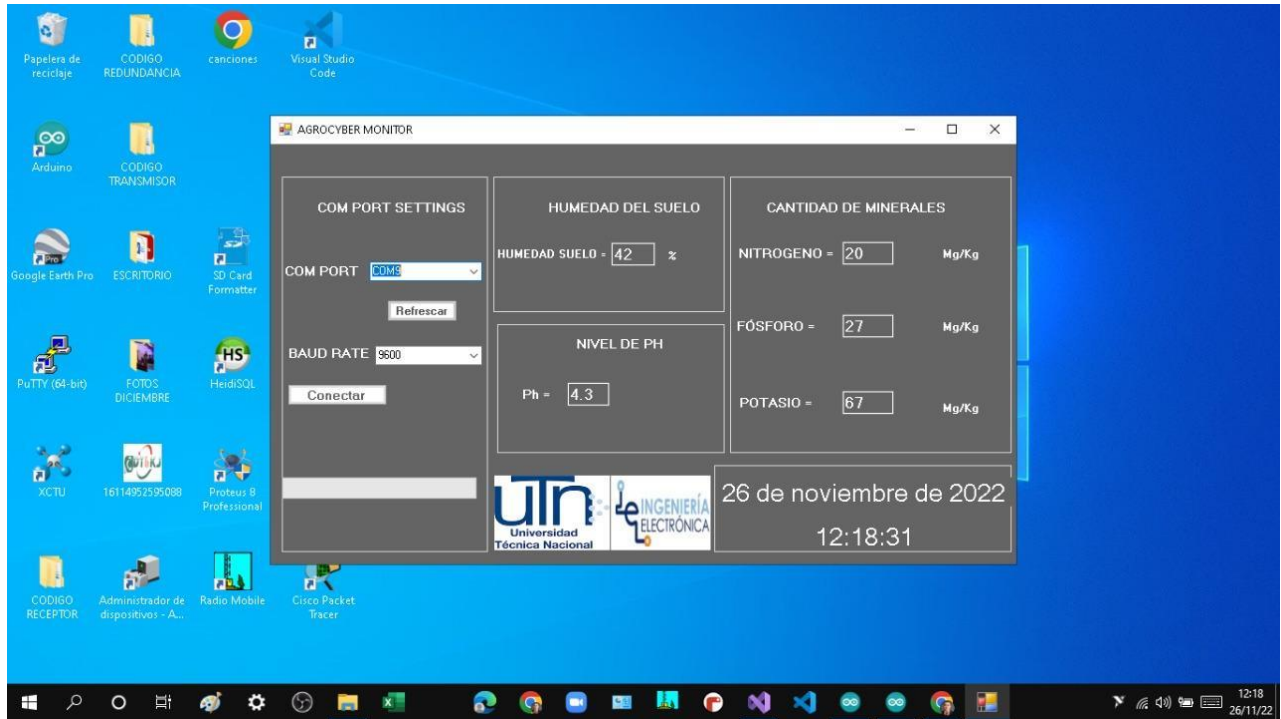 Papelera de
reciclaje
CODIGO
REDUNDANCIA
canciones
Visual Studio
Code
Arduino
CODIGO
TRANSMISOR
Google Earth Pro
ESCRITORIO
SD Card
Formatter
PuTTY (64-bit)
FOTOS
DICIEMBRE
HS
HeidiSQL
XCTU
16114952595088
Proteus 8
Professional
CODIGO
RECEPTOR
Administrador de
dispositivos - A...
Radio Mobile
Cisco Packet
Tracer
AGROCYBER MONITOR
COM PORT SETTINGS
COM PORT COM9
Refrescar
BAUD RATE 9600
Conectar
HUMEDAD DEL SUELO
HUMEDAD SUELO = 42 %
NIVEL DE PH
Ph = 4.3
CANTIDAD DE MINERALES
NITROGENO = 20 Mg/Kg
FÓSFORO = 27 Mg/Kg
POTASIO = 67 Mg/Kg
UTN
Universidad
Técnica Nacional
INGENIERÍA
ELECTRÓNICA
26 de noviembre de 2022
12:18:31
12:18
26/11/22